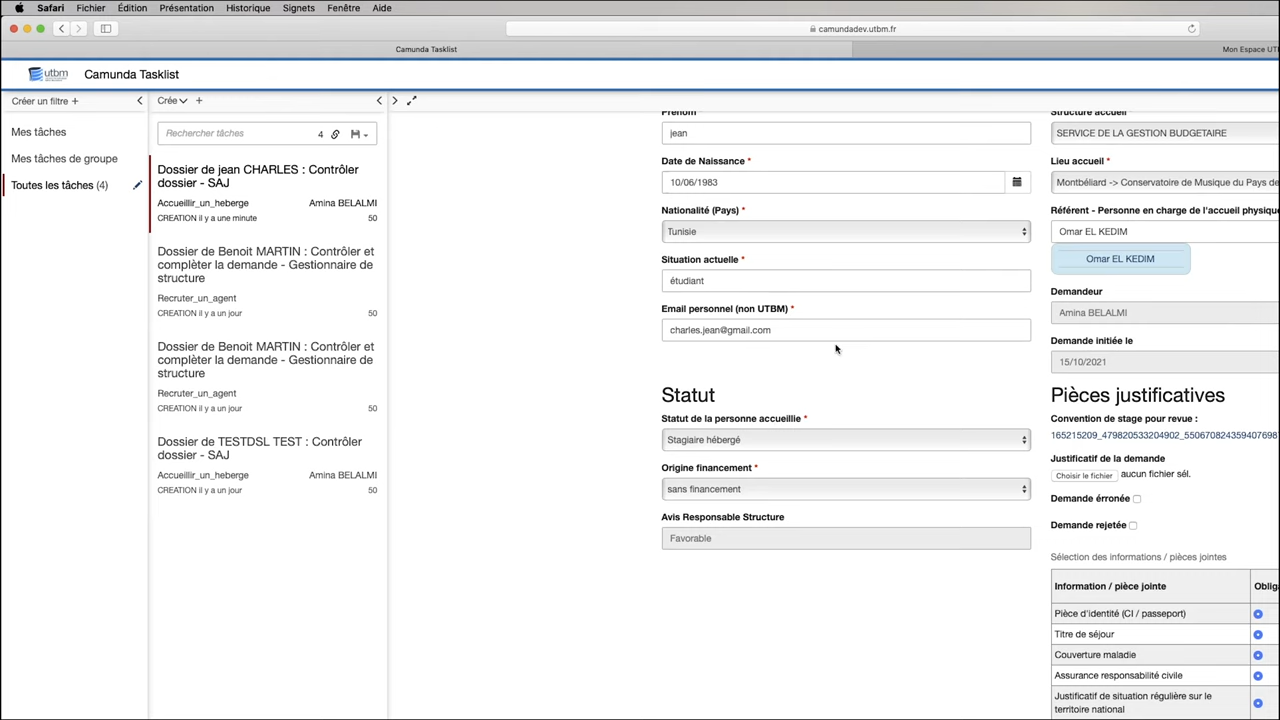 Safari Fichier Édition Présentation Historique Signets Fenêtre Aide
camundadev.utbm.fr
Camunda Tasklist
Mon Espace UT
utbm Camunda Tasklist
Créer un filtre +
Mes tâches
Mes tâches de groupe
Toutes les tâches (4)
Crée +
Rechercher tâches 4
Dossier de jean CHARLES : Contrôler
dossier - SAJ
Accueillir_un_heberge Amina BELALMI
CREATION il y a une minute 50
Dossier de Benoit MARTIN : Contrôler et
complèter la demande - Gestionnaire de
structure
Recruter_un_agent
CREATION il y a un jour 50
Dossier de Benoit MARTIN : Contrôler et
complèter la demande - Gestionnaire de
structure
Recruter_un_agent
CREATION il y a un jour 50
Dossier de TESTDSL TEST : Contrôler
dossier - SAJ
Accueillir_un_heberge Amina BELALMI
CREATION il y a un jour 50
Prénom
jean
Date de Naissance *
10/06/1983
Nationalité (Pays) *
Tunisie
Situation actuelle *
étudiant
Email personnel (non UTBM) *
charles.jean@gmail.com
Statut
Statut de la personne accueillie *
Stagiaire hébergé
Origine financement *
sans financement
Avis Responsable Structure
Favorable
Structure accueil *
SERVICE DE LA GESTION BUDGETAIRE
Lieu accueil *
Montbéliard -> Conservatoire de Musique du Pays de
Référent - Personne en charge de l'accueil physiqu
Omar EL KEDIM
Omar EL KEDIM
Demandeur
Amina BELALMI
Demande initiée le
15/10/2021
Pièces justificatives
Convention de stage pour revue :
165215209_479820533204902_550670824359407698
Justificatif de la demande
Choisir le fichier aucun fichier sél.
Demande érronée
Demande rejetée
Sélection des informations / pièces jointes
Information / pièce jointe Oblig
Pièce d'identité (CI / passeport)
Titre de séjour
Couverture maladie
Assurance responsabilité civile
Justificatif de situation régulière sur le
territoire national